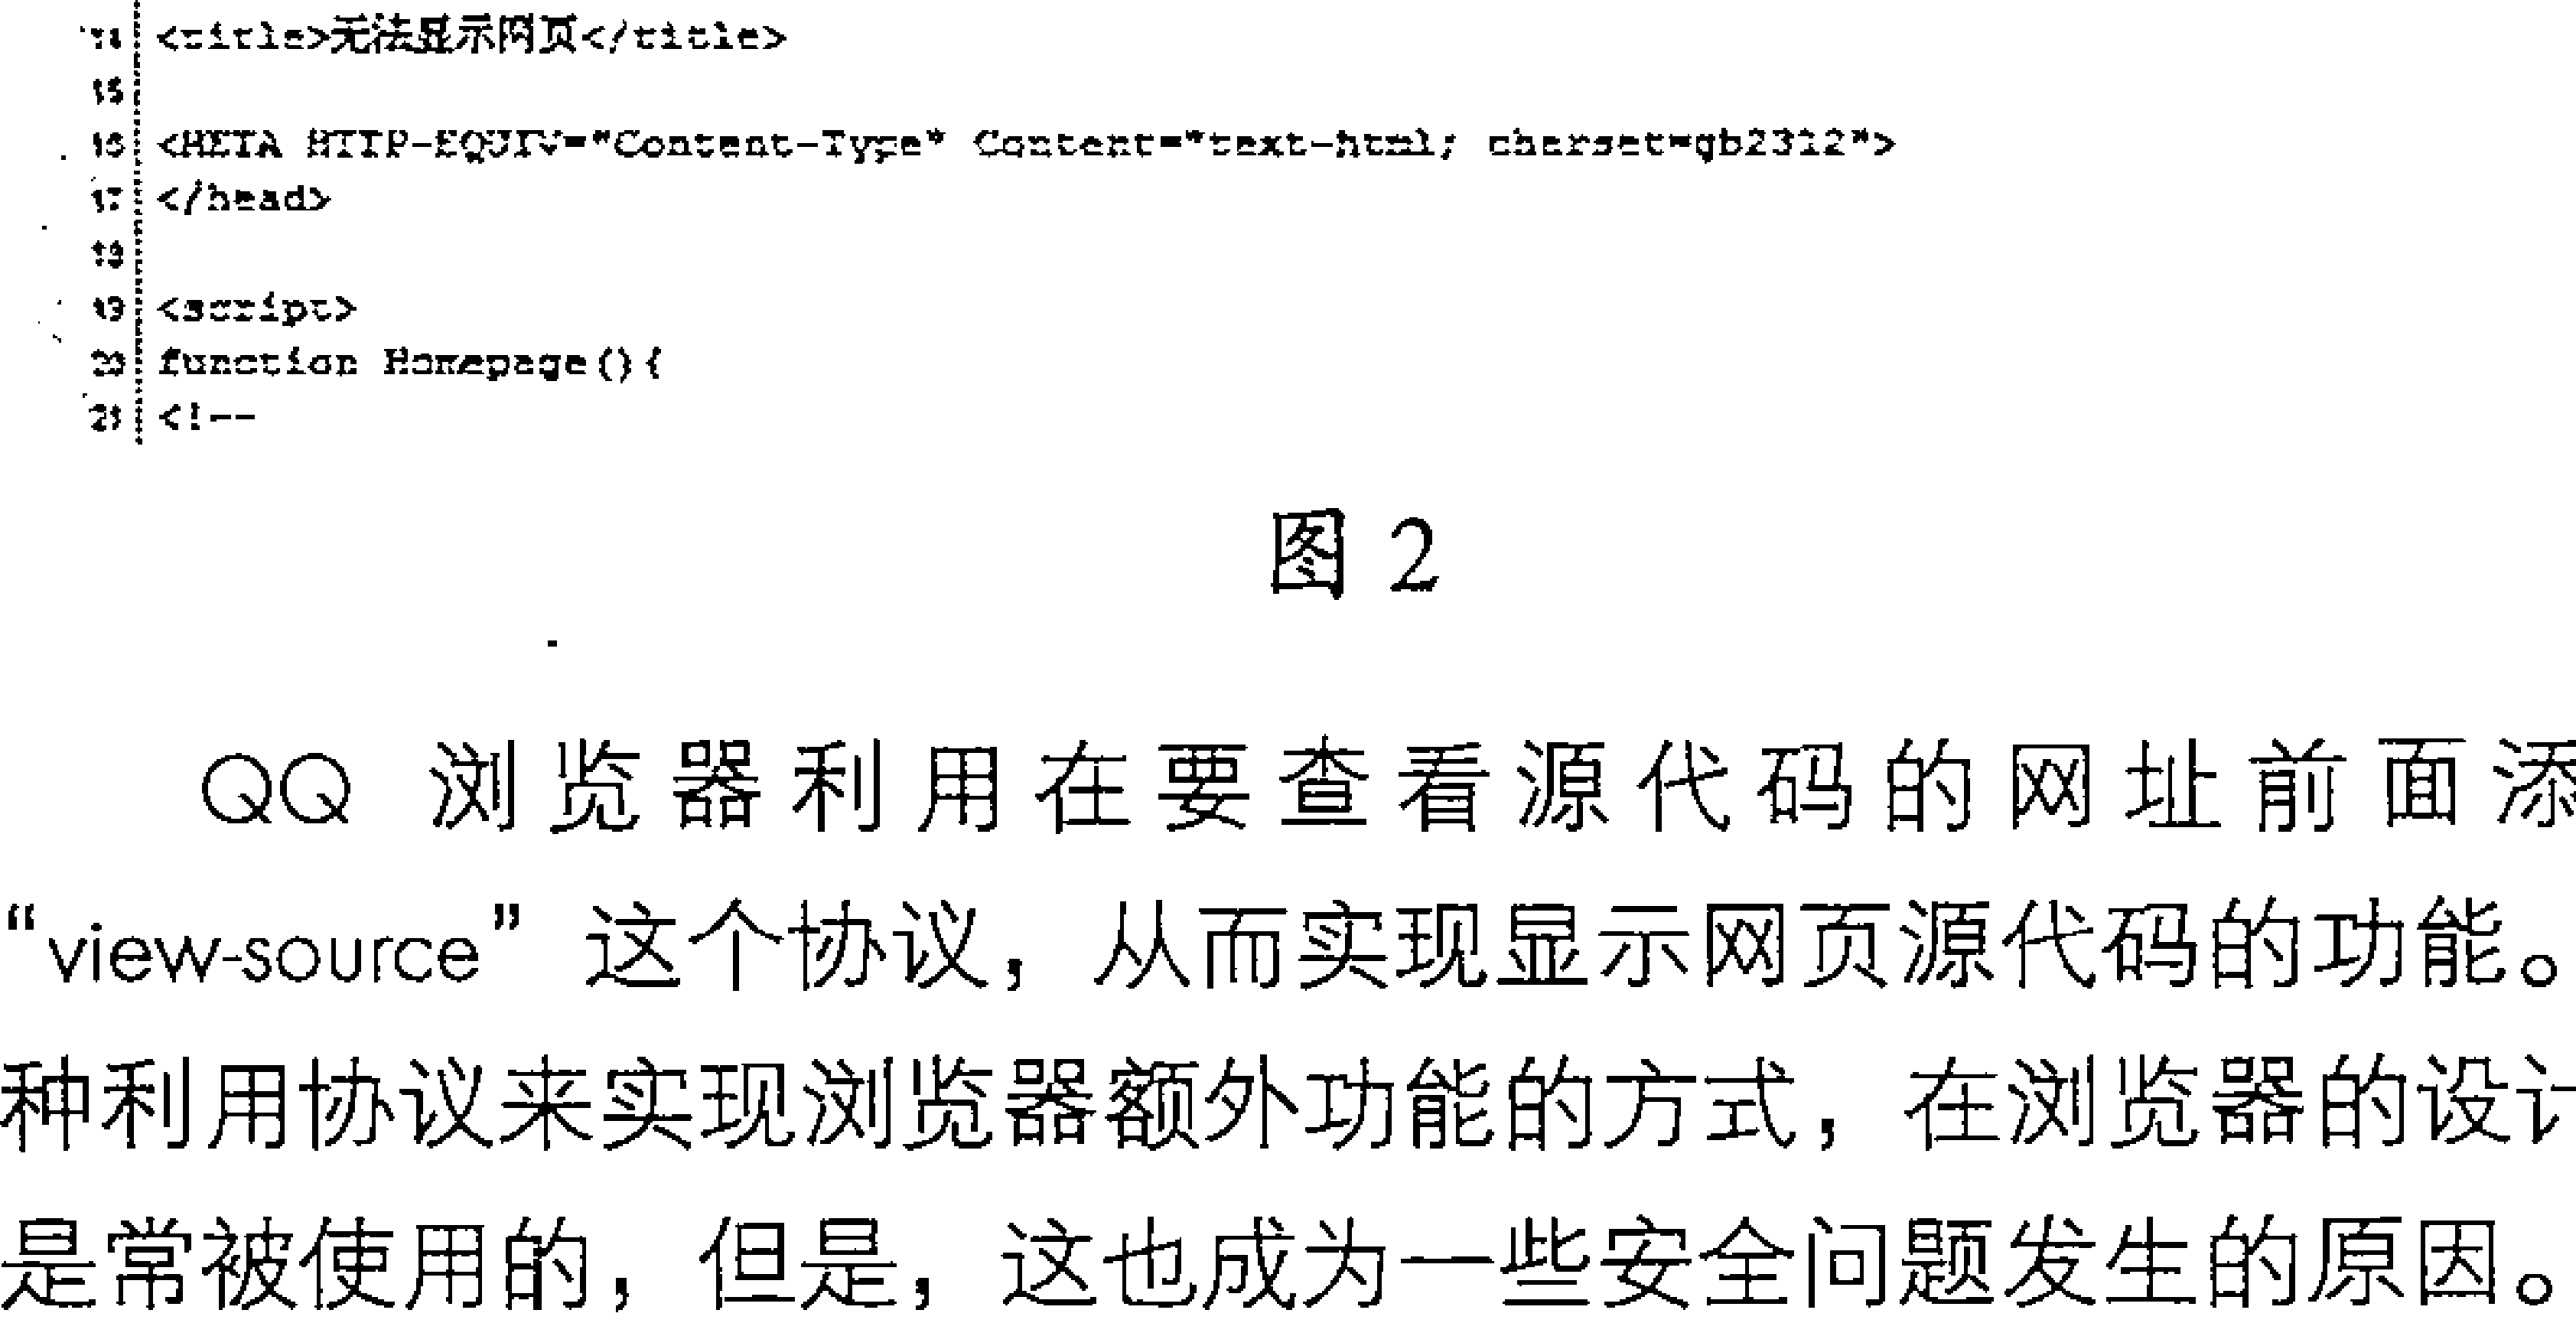 14 <title>无法显示网页</title>
15
16 <META HTTP-EQUIV="Content-Type" Content="text-html; charset=gb2312">
17 </head>
18
19 <script>
20 function Homepage(){
21 <!--
图 2
QQ 浏览器利用在要查看源代码的网址前面添
“view-source”这个协议，从而实现显示网页源代码的功能。
种利用协议来实现浏览器额外功能的方式，在浏览器的设计
是常被使用的，但是，这也成为一些安全问题发生的原因。